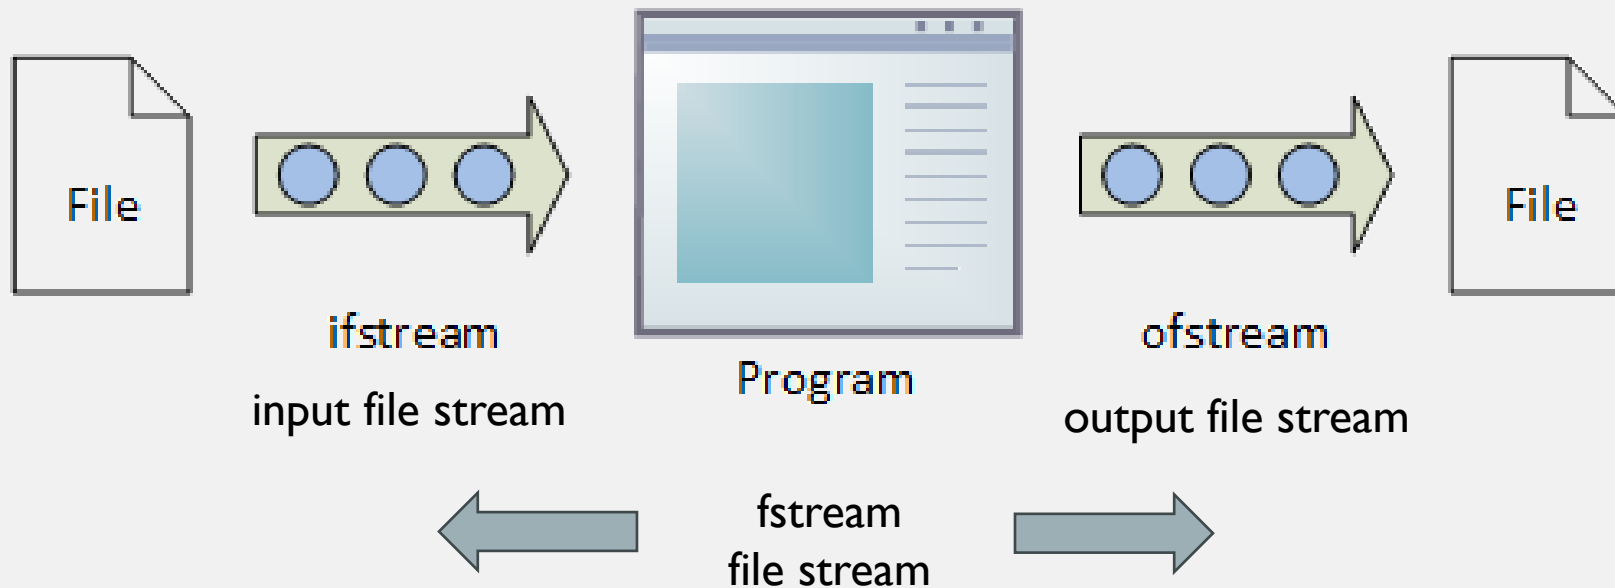 File
ifstream
input file stream
Program
ofstream
output file stream
File
fstream
file stream